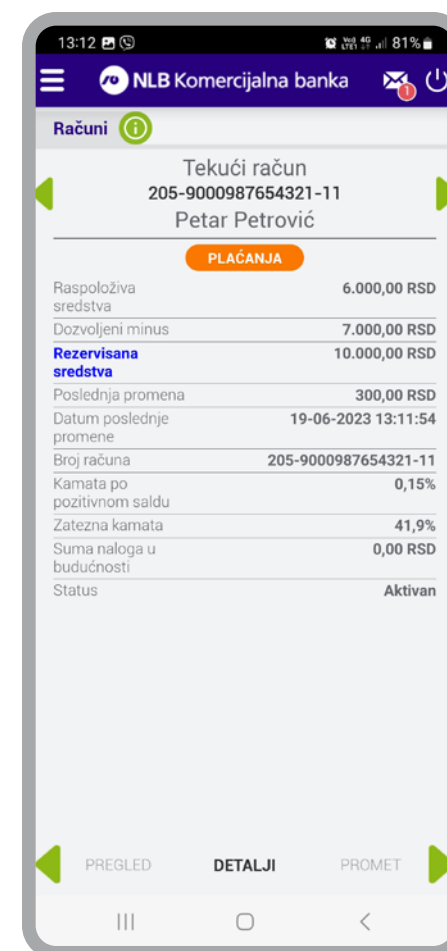 13:12 VoI) 4G LTE1 81%
NLB Komercijalna banka 1
Računi
Tekući račun
205-9000987654321-11
Petar Petrović
PLAĆANJA
Raspoloživa sredstva 6.000,00 RSD
Dozvoljeni minus 7.000,00 RSD
Rezervisana sredstva 10.000,00 RSD
Poslednja promena 300,00 RSD
Datum poslednje promene 19-06-2023 13:11:54
Broj računa 205-9000987654321-11
Kamata po pozitivnom saldu 0,15%
Zatezna kamata 41,9%
Suma naloga u budućnosti 0,00 RSD
Status Aktivan
PREGLED DETALJI PROMET